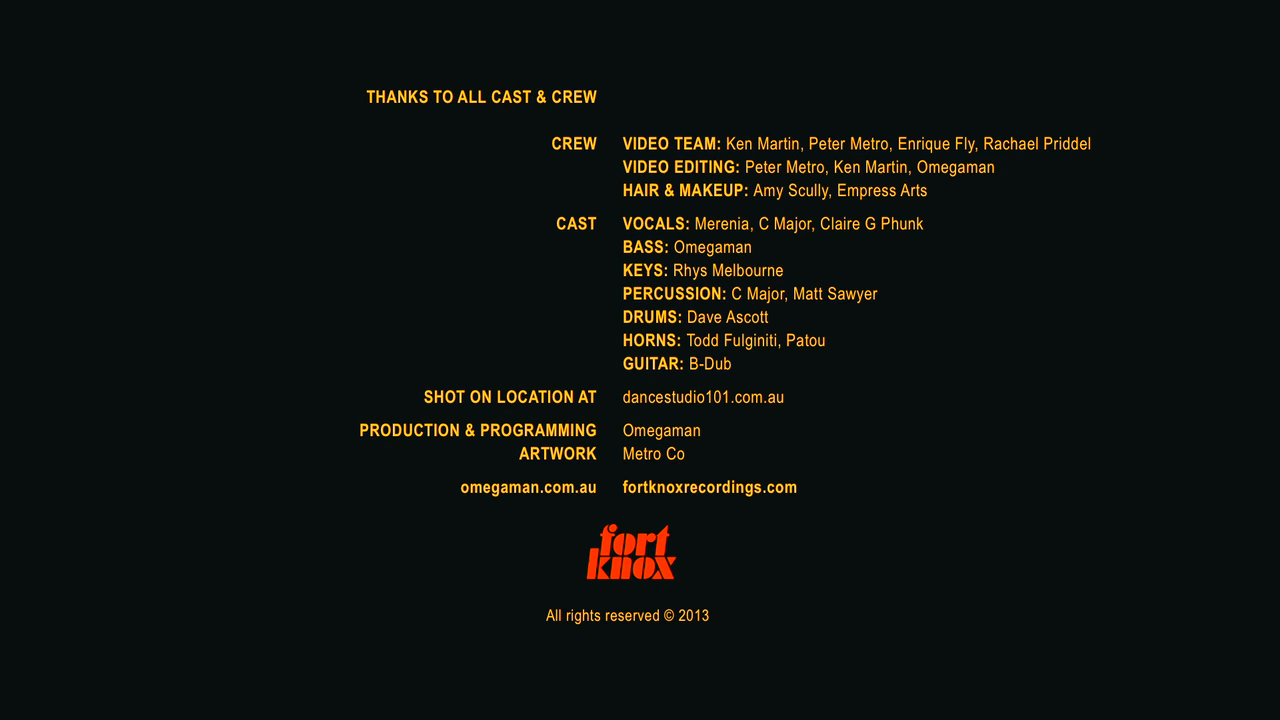 THANKS TO ALL CAST & CREW
CREW VIDEO TEAM: Ken Martin, Peter Metro, Enrique Fly, Rachael Priddel
VIDEO EDITING: Peter Metro, Ken Martin, Omegaman
HAIR & MAKEUP: Amy Scully, Empress Arts
CAST VOCALS: Merenia, C Major, Claire G Phunk
BASS: Omegaman
KEYS: Rhys Melbourne
PERCUSSION: C Major, Matt Sawyer
DRUMS: Dave Ascott
HORNS: Todd Fulginiti, Patou
GUITAR: B-Dub
SHOT ON LOCATION AT dancestudio101.com.au
PRODUCTION & PROGRAMMING Omegaman
ARTWORK Metro Co
omegaman.com.au fortknoxrecordings.com
fort
knox
All rights reserved © 2013